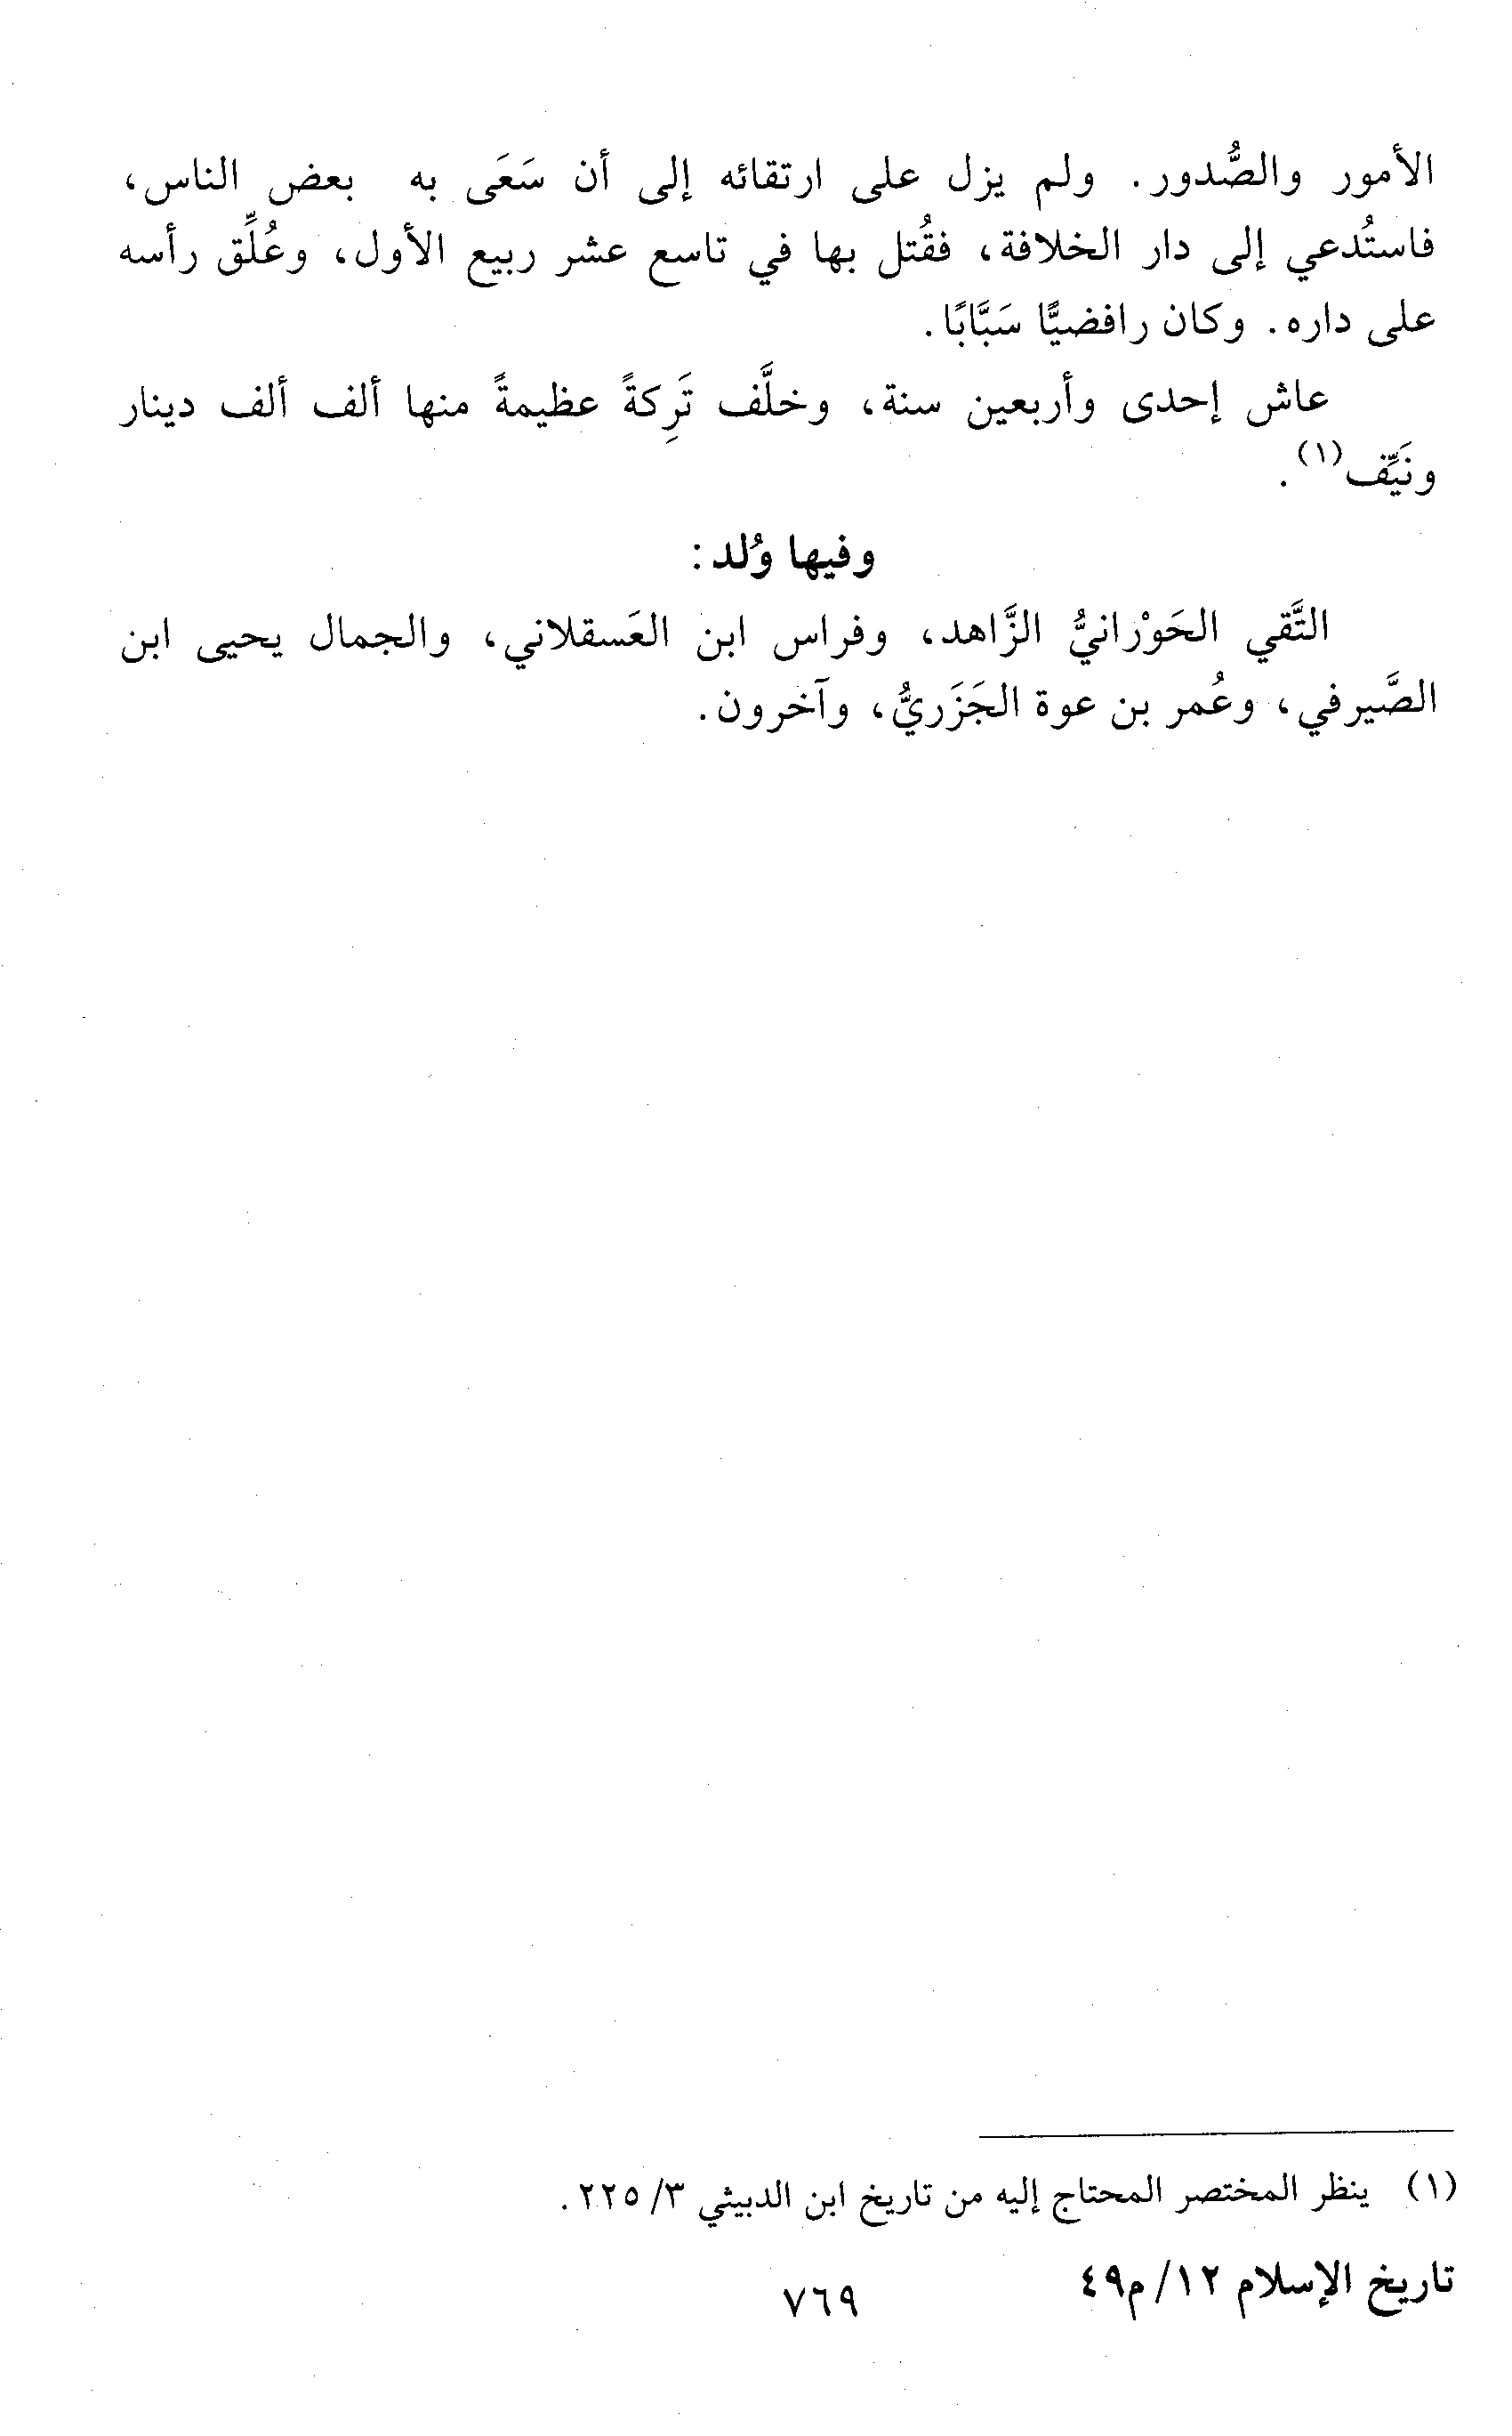 الأمور والصُّدور. ولم يزل على ارتقائه إلى أن سَعَى به بعض الناس،
فاستُدعي إلى دار الخلافة، فقُتل بها في تاسع عشر ربيع الأول، وعُلِّق رأسه
على داره. وكان رافضيًّا سَبَّابًا.
عاش إحدى وأربعين سنة، وخلَّف تَرِكةً عظيمةً منها ألف ألف دينار
ونَيِّف(١).
وفيها وُلد:
التَّقي الحَوْرانيُّ الزَّاهد، وفراس ابن العَسقلاني، والجمال يحيى ابن
الصَّيرفي، وعُمر بن عوة الجَزَريُّ، وآخرون.
(١) ينظر المختصر المحتاج إليه من تاريخ ابن الدبيثي ٣/ ٢٢٥.
تاريخ الإسلام ١٢/ م٤٩
٧٦٩